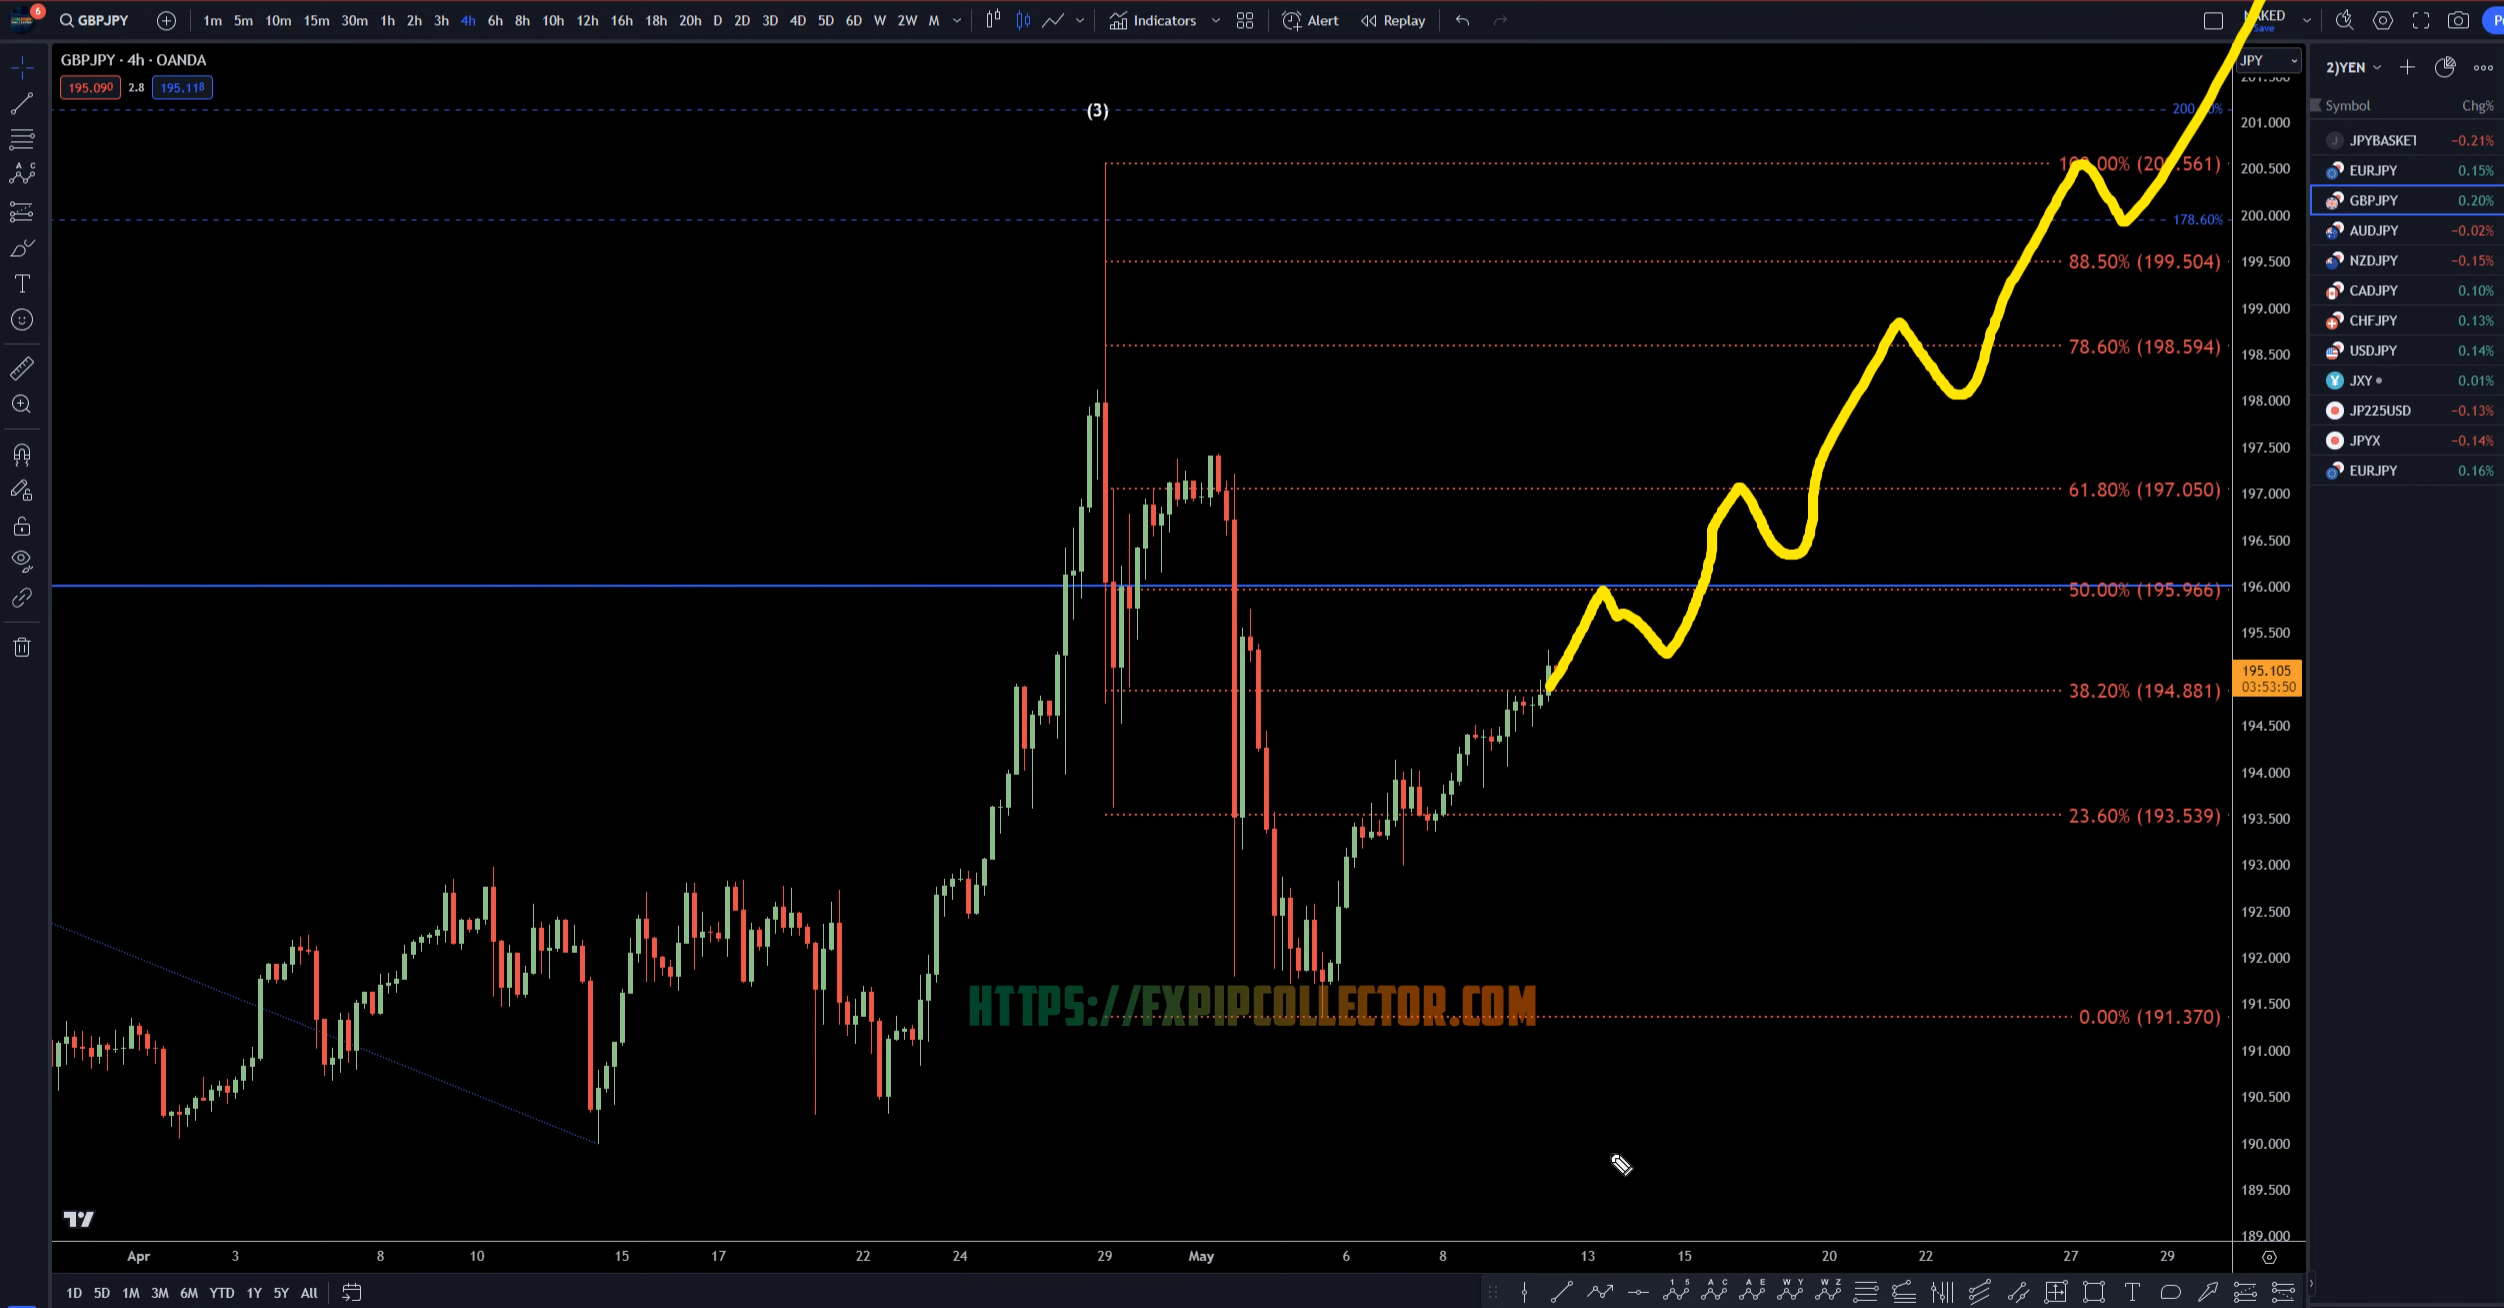 6
GBPJPY 1m 5m 10m 15m 30m 1h 2h 3h 4h 6h 8h 10h 12h 16h 18h 20h D 2D 3D 4D 5D 6D W 2W M Indicators Alert Replay
Save
GBPJPY · 4h · OANDA
195.090 2.8 195.118
JPY
2)YEN
Symbol Chg%
JPYBASKET −0.21%
EURJPY 0.15%
GBPJPY 0.20%
AUDJPY −0.02%
NZDJPY −0.15%
CADJPY 0.10%
CHFJPY 0.13%
USDJPY 0.14%
JXY 0.01%
JP225USD −0.13%
JPYX −0.14%
EURJPY 0.16%
(3)
178.60%
88.50% (199.504)
78.60% (198.594)
61.80% (197.050)
50.00% (195.966)
38.20% (194.881)
23.60% (193.539)
0.00% (191.370)
HTTPS://FXPIPCOLLECTOR.COM
201.000
200.500
200.000
199.500
199.000
198.500
198.000
197.500
197.000
196.500
196.000
195.500
195.105
03:53:50
194.500
194.000
193.500
193.000
192.500
192.000
191.500
191.000
190.500
190.000
189.500
189.000
Apr 3 8 10 15 17 22 24 29 May 6 8 13 15 20 22 27 29
1D 5D 1M 3M 6M YTD 1Y 5Y All